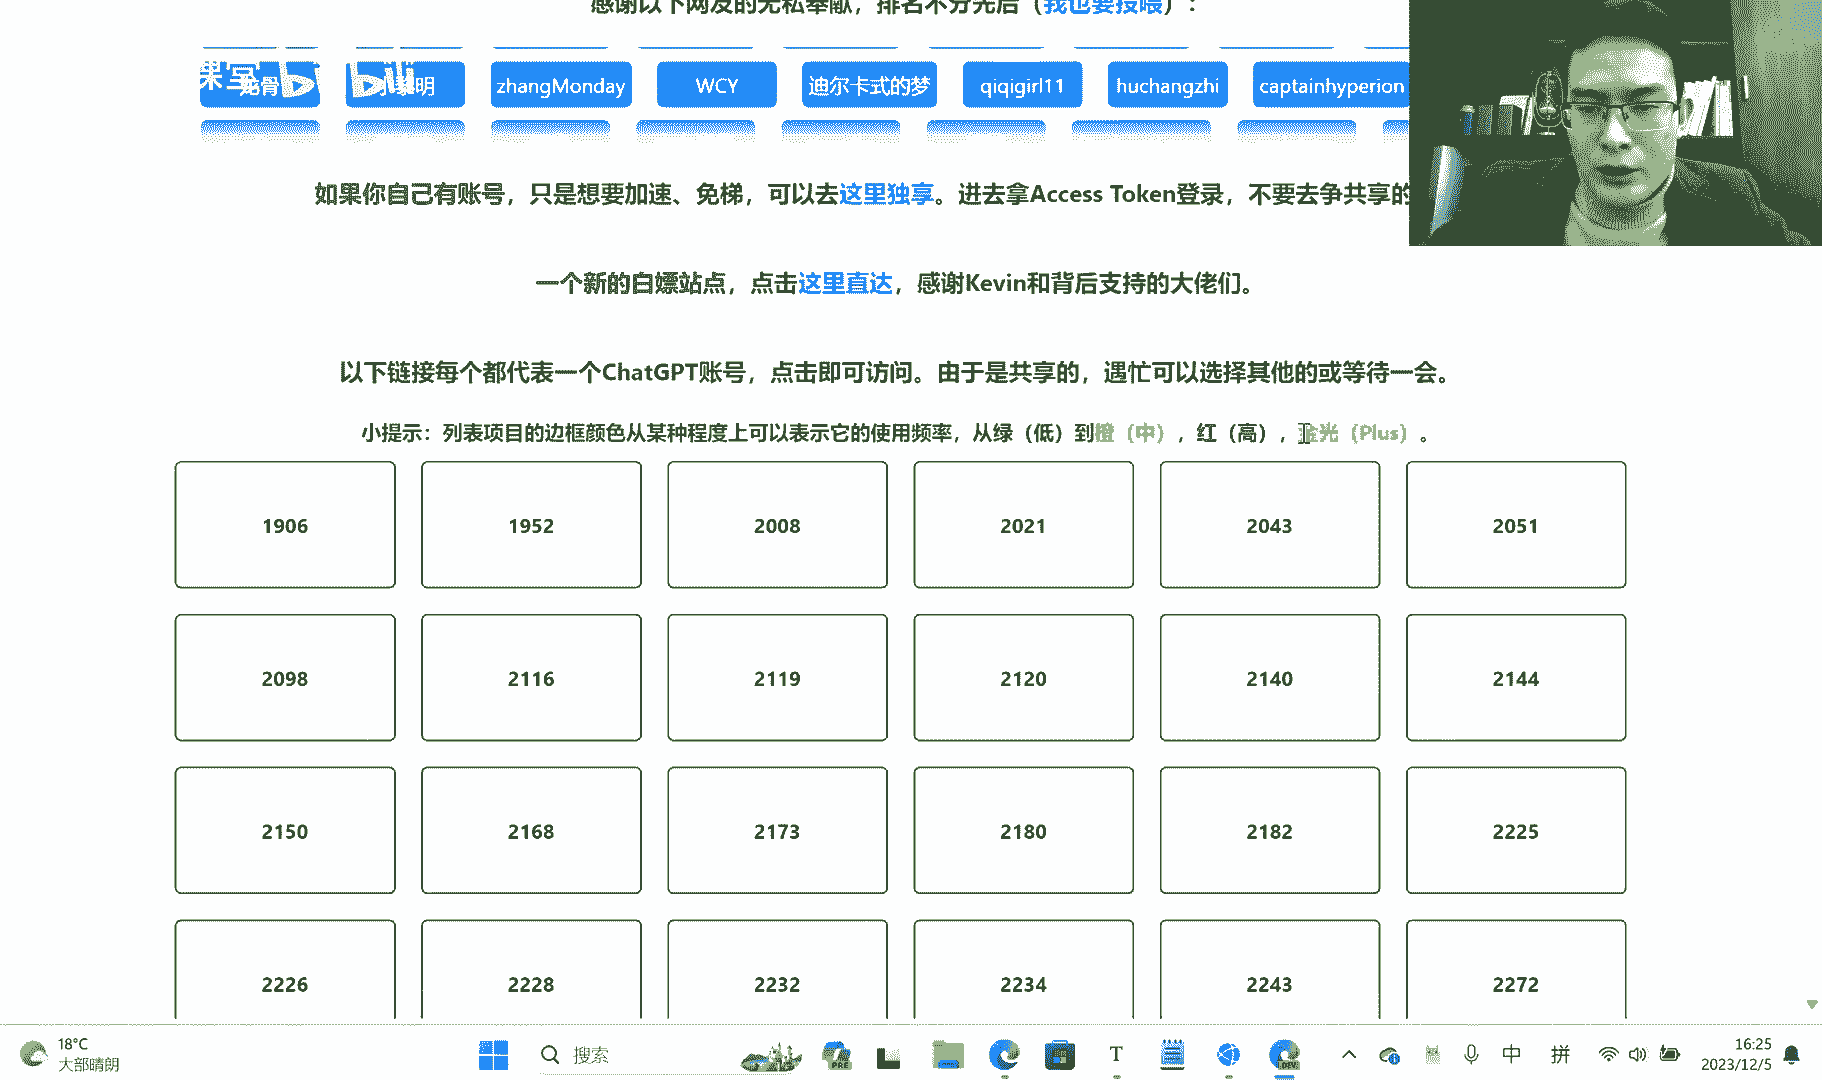 感谢以下网友的无私奉献，排名不分先后（我也要投喂）：
课堂 bilibili
zhangMonday WCY 迪尔卡式的梦 qiqigirl11 huchangzhi captainhyperion
如果你自己有账号，只是想要加速、免梯，可以去这里独享。进去拿Access Token登录，不要去争共享的
一个新的白嫖站点，点击这里直达，感谢Kevin和背后支持的大佬们。
以下链接每个都代表一个ChatGPT账号，点击即可访问。由于是共享的，遇忙可以选择其他的或等待一会。
小提示：列表项目的边框颜色从某种程度上可以表示它的使用频率，从绿（低）到橙（中），红（高），金光（Plus）。
1906 1952 2008 2021 2043 2051
2098 2116 2119 2120 2140 2144
2150 2168 2173 2180 2182 2225
2226 2228 2232 2234 2243 2272
18°C
大部晴朗
搜索
PRE
DEV
中 拼
16:25
2023/12/5